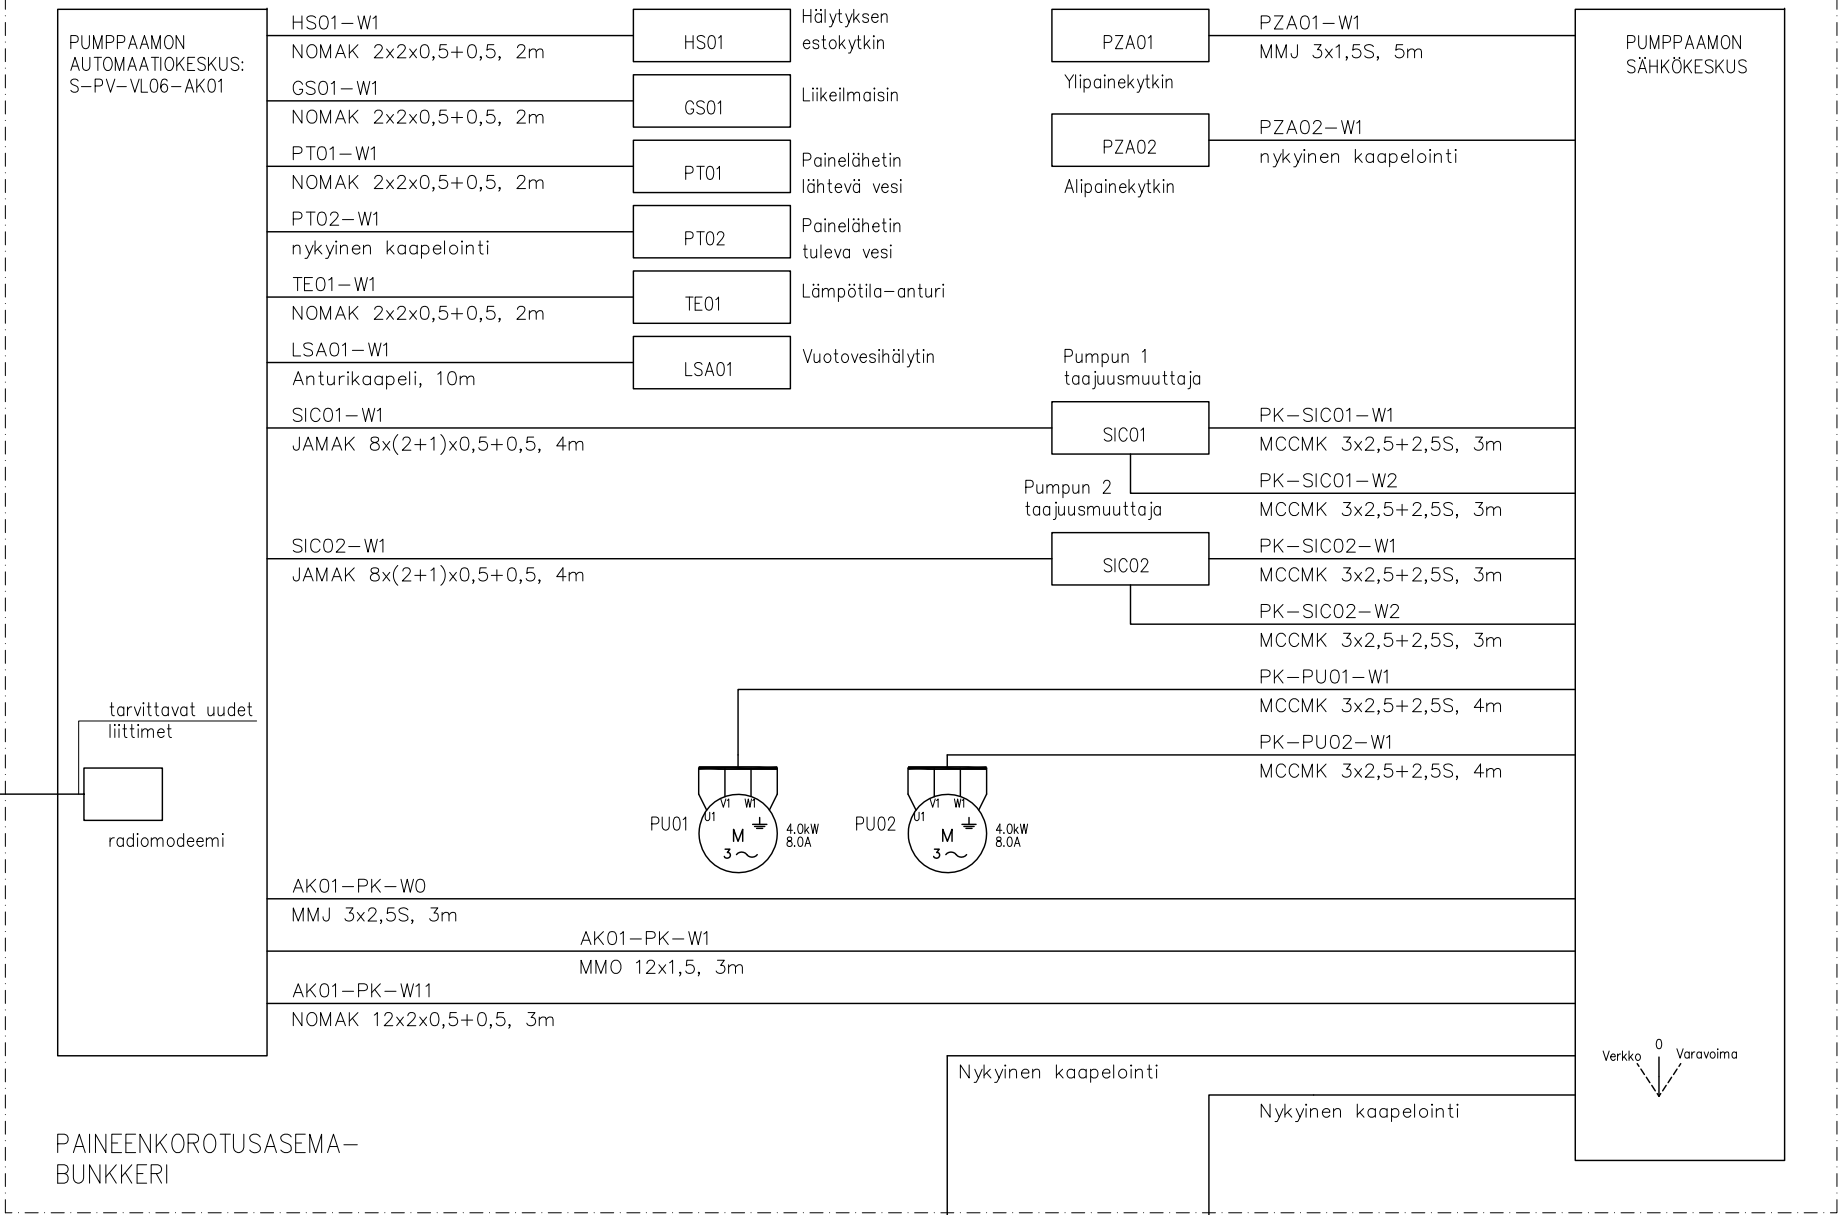 PUMPPAAMON
AUTOMAATIOKESKUS:
S-PV-VL06-AK01
HS01-W1
NOMAK 2x2x0,5+0,5, 2m
HS01
Hälytyksen
estokytkin
GS01-W1
NOMAK 2x2x0,5+0,5, 2m
GS01
Liikeilmaisin
PT01-W1
NOMAK 2x2x0,5+0,5, 2m
PT01
Painelähetin
lähtevä vesi
PT02-W1
nykyinen kaapelointi
PT02
Painelähetin
tuleva vesi
TE01-W1
NOMAK 2x2x0,5+0,5, 2m
TE01
Lämpötila-anturi
LSA01-W1
Anturikaapeli, 10m
LSA01
Vuotovesihälytin
SIC01-W1
JAMAK 8x(2+1)x0,5+0,5, 4m
SIC02-W1
JAMAK 8x(2+1)x0,5+0,5, 4m
PZA01
Ylipainekytkin
PZA01-W1
MMJ 3x1,5S, 5m
PZA02
Alipainekytkin
PZA02-W1
nykyinen kaapelointi
PUMPPAAMON
SÄHKÖKESKUS
Pumpun 1
taajuusmuuttaja
SIC01
PK-SIC01-W1
MCCMK 3x2,5+2,5S, 3m
PK-SIC01-W2
MCCMK 3x2,5+2,5S, 3m
Pumpun 2
taajuusmuuttaja
SIC02
PK-SIC02-W1
MCCMK 3x2,5+2,5S, 3m
PK-SIC02-W2
MCCMK 3x2,5+2,5S, 3m
PK-PU01-W1
MCCMK 3x2,5+2,5S, 4m
PK-PU02-W1
MCCMK 3x2,5+2,5S, 4m
tarvittavat uudet
liittimet
radiomodeemi
PU01
U1 V1 W1
M
3~
4.0kW
8.0A
PU02
U1 V1 W1
M
3~
4.0kW
8.0A
AK01-PK-W0
MMJ 3x2,5S, 3m
AK01-PK-W1
MMO 12x1,5, 3m
AK01-PK-W11
NOMAK 12x2x0,5+0,5, 3m
Nykyinen kaapelointi
Nykyinen kaapelointi
Verkko 0 Varavoima
PAINEENKOROTUSASEMA-
BUNKKERI